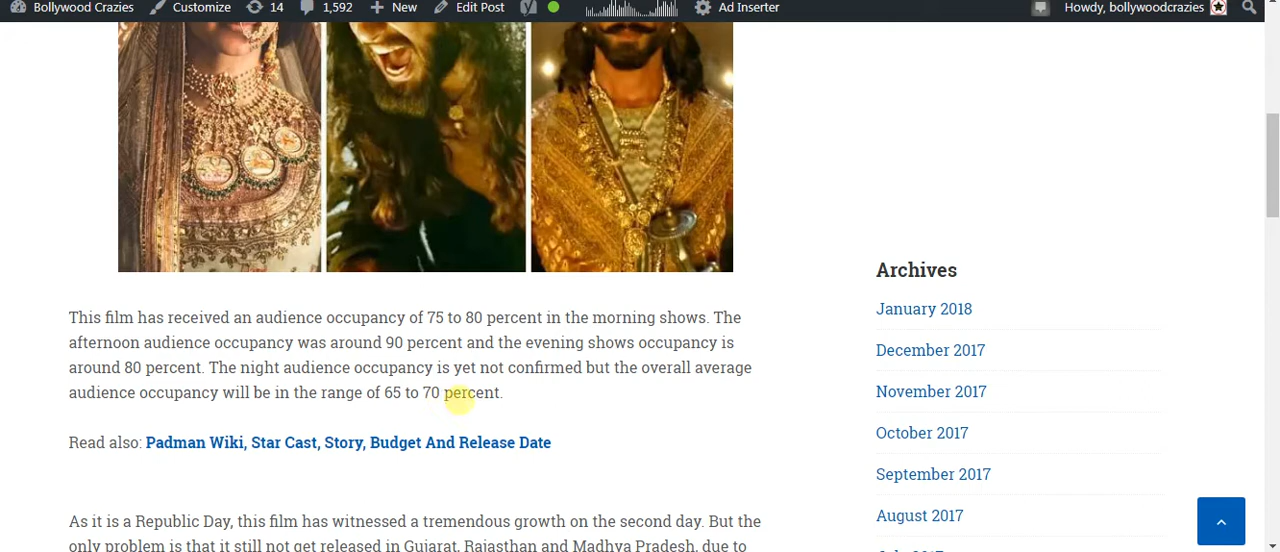 Bollywood Crazies Customize 14 1,592 New Edit Post Ad Inserter Howdy, bollywoodcrazies
This film has received an audience occupancy of 75 to 80 percent in the morning shows. The
afternoon audience occupancy was around 90 percent and the evening shows occupancy is
around 80 percent. The night audience occupancy is yet not confirmed but the overall average
audience occupancy will be in the range of 65 to 70 percent.
Read also: Padman Wiki, Star Cast, Story, Budget And Release Date
As it is a Republic Day, this film has witnessed a tremendous growth on the second day. But the
only problem is that it still not get released in Gujarat, Rajasthan and Madhya Pradesh, due to
Archives
January 2018
December 2017
November 2017
October 2017
September 2017
August 2017